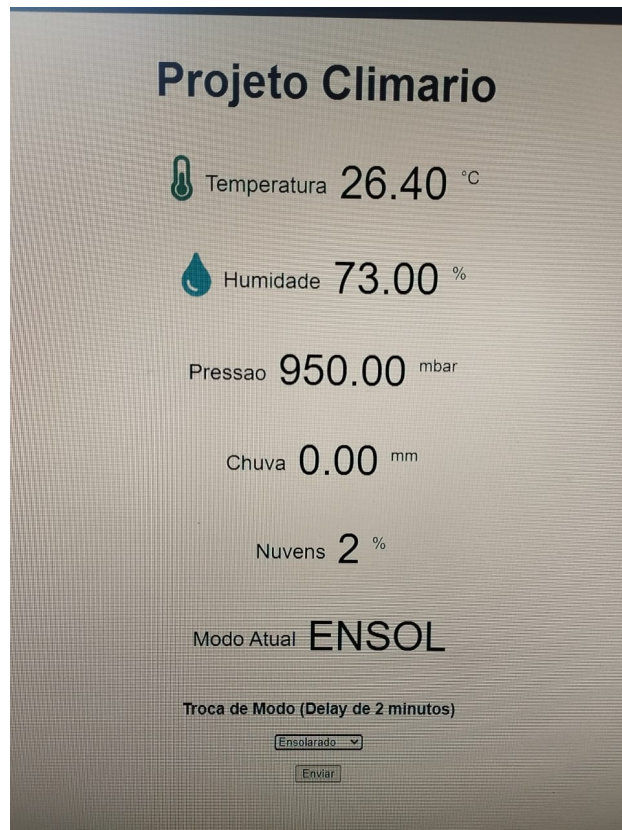 Projeto Climario
Temperatura 26.40 °C
Humidade 73.00 %
Pressao 950.00 mbar
Chuva 0.00 mm
Nuvens 2 %
Modo Atual ENSOL
Troca de Modo (Delay de 2 minutos)
Ensolarado
Enviar